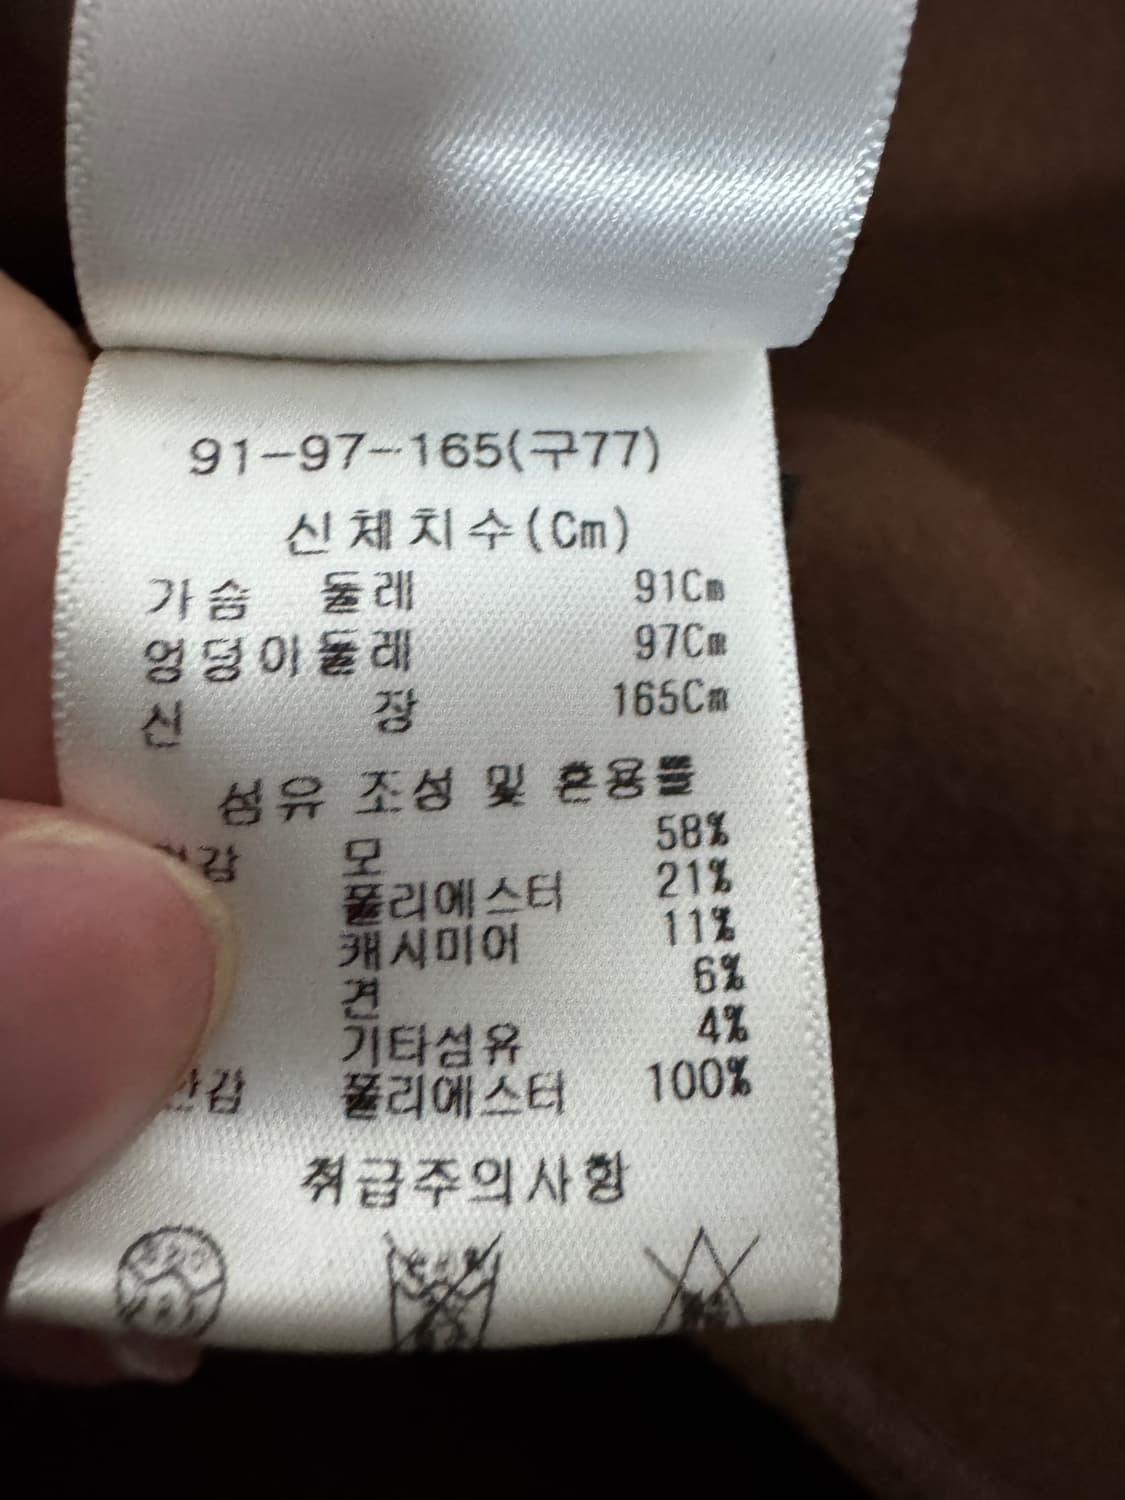 91-97-165(구77)
신체치수(Cm)
가슴 둘레 91Cm
엉덩이둘레 97Cm
신 장 165Cm
섬유 조성 및 혼용률
감 모 58%
폴리에스터 21%
캐시미어 11%
견 6%
기타섬유 4%
안감 폴리에스터 100%
취급주의사항